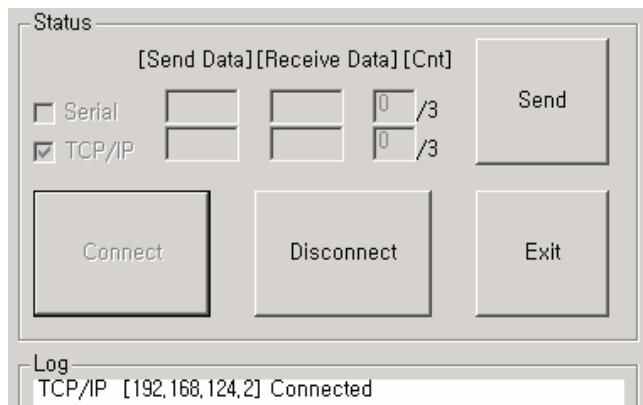 Status
[Send Data] [Receive Data] [Cnt]
Serial 0 /3
Send
TCP/IP 0 /3
Connect Disconnect Exit
Log
TCP/IP [192,168,124,2] Connected